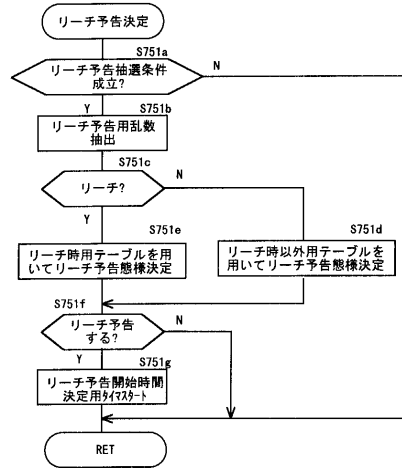 リーチ予告決定
S751a
リーチ予告抽選条件
成立?
N
Y
S751b
リーチ予告用乱数
抽出
S751c
リーチ?
N
Y
S751e
リーチ時用テーブルを用
いてリーチ予告態様決定
S751d
リーチ時以外用テーブルを
用いてリーチ予告態様決定
S751f
リーチ予告
する?
N
Y
S751g
リーチ予告開始時間
決定用ﾀｲﾏｽﾀｰﾄ
RET